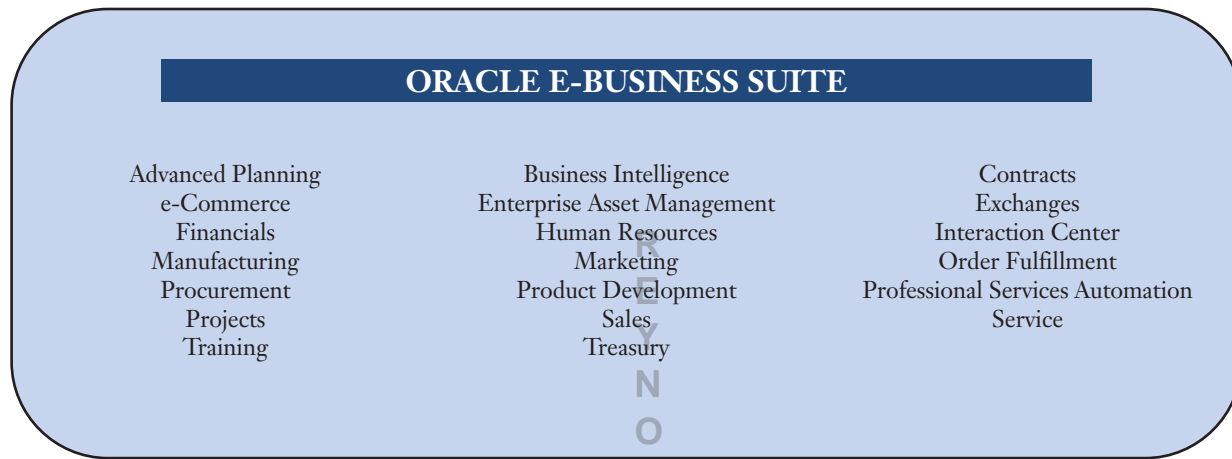 ORACLE E-BUSINESS SUITE
Advanced Planning
e-Commerce
Financials
Manufacturing
Procurement
Projects
Training
Business Intelligence
Enterprise Asset Management
Human Resources
Marketing
Product Development
Sales
Treasury
Contracts
Exchanges
Interaction Center
Order Fulfillment
Professional Services Automation
Service
R
E
Y
N
O